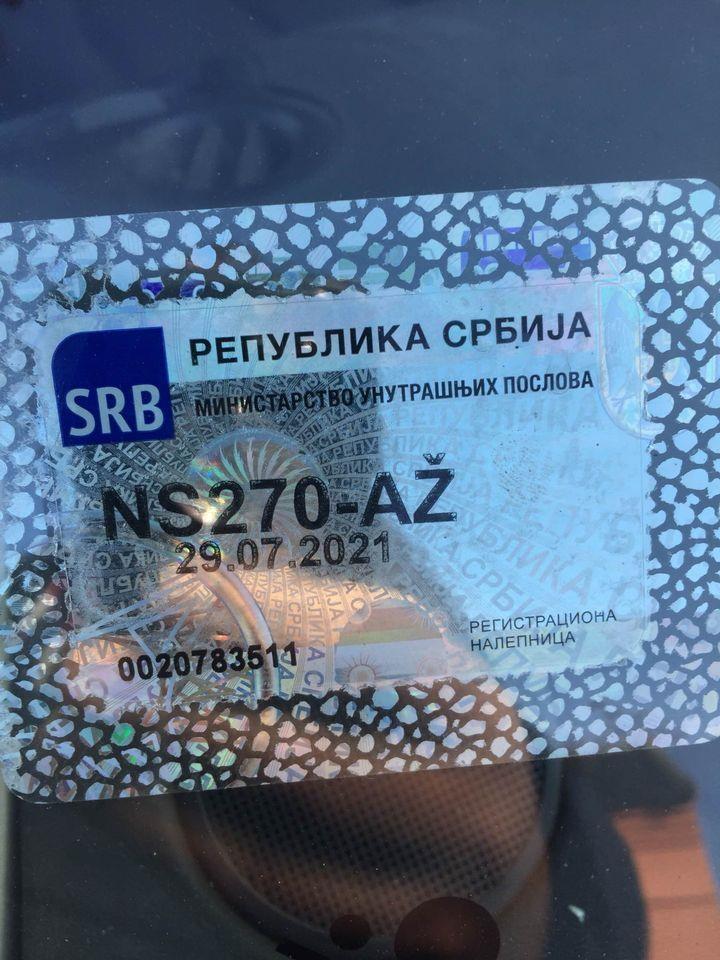 РЕПУБЛИКА СРБИЈА
SRB
МИНИСТАРСТВО УНУТРАШЊИХ ПОСЛОВА
NS270-AŽ
29.07.2021
РЕГИСТРАЦИОНА
НАЛЕПНИЦА
0020783511